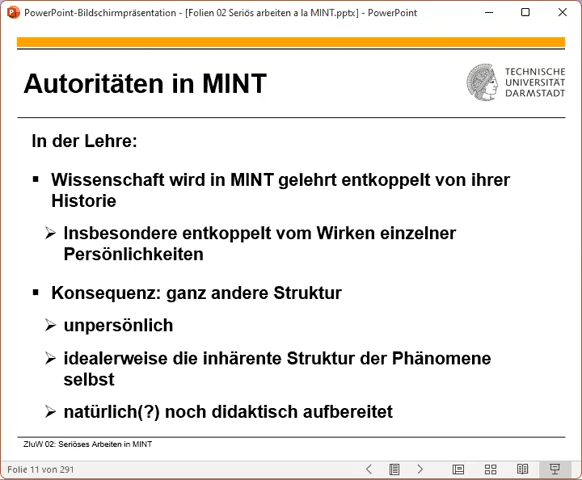 PowerPoint-Bildschirmpräsentation - [Folien 02 Seriös arbeiten a la MINT.pptx] - PowerPoint
Autoritäten in MINT
TECHNISCHE
UNIVERSITÄT
DARMSTADT
In der Lehre:
▪ Wissenschaft wird in MINT gelehrt entkoppelt von ihrer
Historie
➢ Insbesondere entkoppelt vom Wirken einzelner
Persönlichkeiten
▪ Konsequenz: ganz andere Struktur
➢ unpersönlich
➢ idealerweise die inhärente Struktur der Phänomene
selbst
➢ natürlich(?) noch didaktisch aufbereitet
ZIuW 02: Seriöses Arbeiten in MINT
Folie 11 von 291